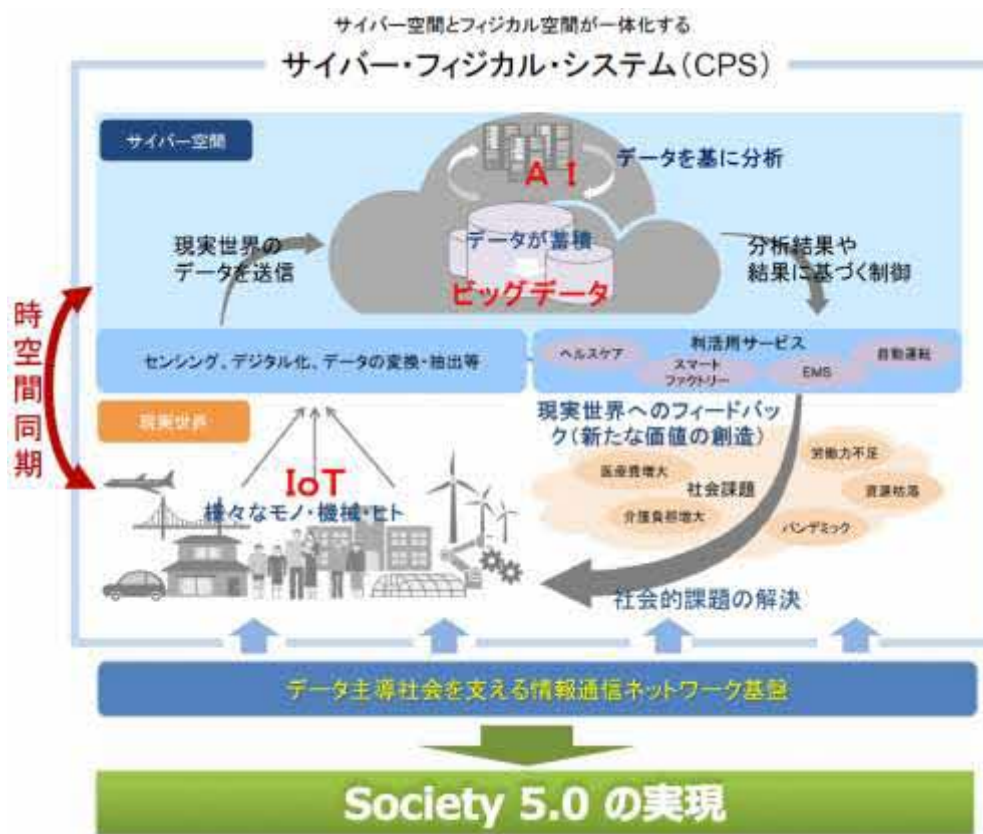 サイバー空間とフィジカル空間が一体化する
サイバー・フィジカル・システム(CPS)
サイバー空間
AI
データを基に分析
現実世界の
データを送信
データが蓄積
ビッグデータ
分析結果や
結果に基づく制御
時空間同期
センシング、デジタル化、データの変換・抽出等
利活用サービス
ヘルスケア
スマート
ファクトリー
EMS
自動運転
現実世界
現実世界へのフィードバッ
ク(新たな価値の創造)
IoT
様々なモノ・機械・ヒト
医療費増大
社会課題
介護負担増大
労働力不足
資源枯渇
パンデミック
社会的課題の解決
データ主導社会を支える情報通信ネットワーク基盤
Society 5.0 の実現